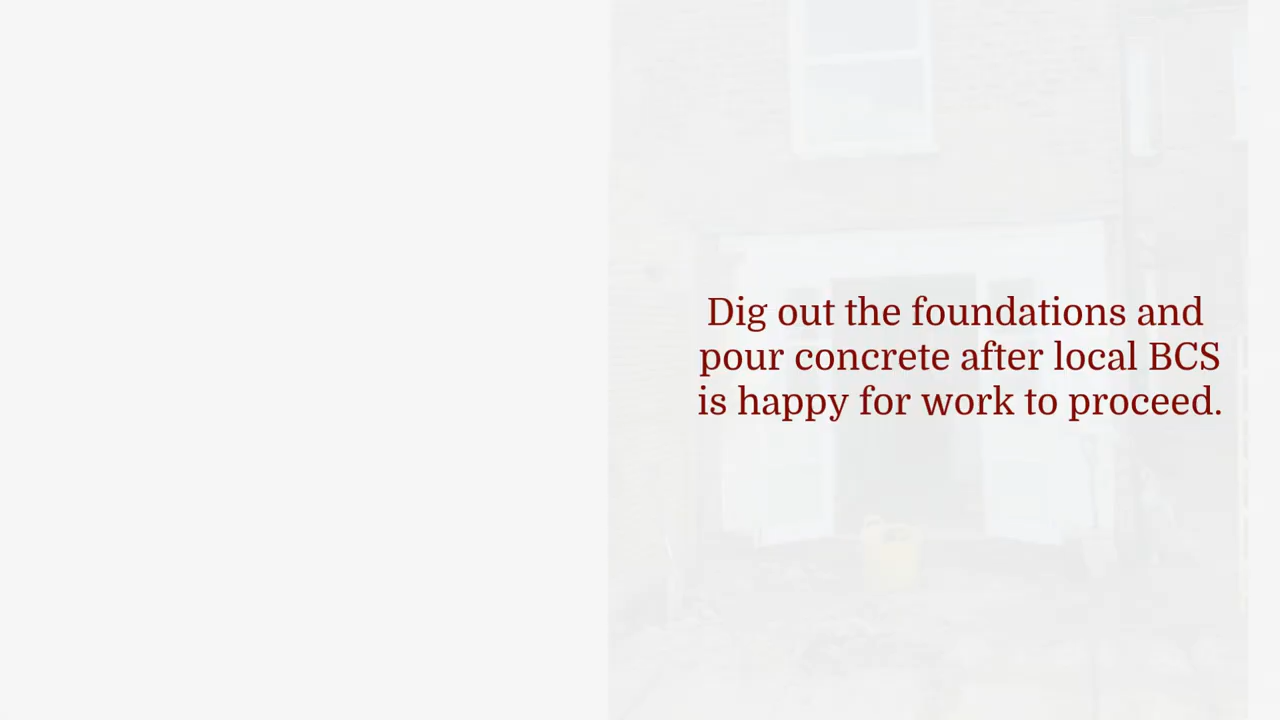 Dig out the foundations and
pour concrete after local BCS
is happy for work to proceed.